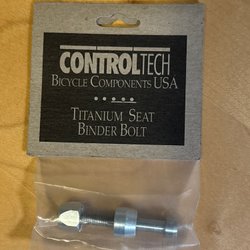 CONTROLTECH
BICYCLE COMPONENTS USA
TITANIUM SEAT
BINDER BOLT